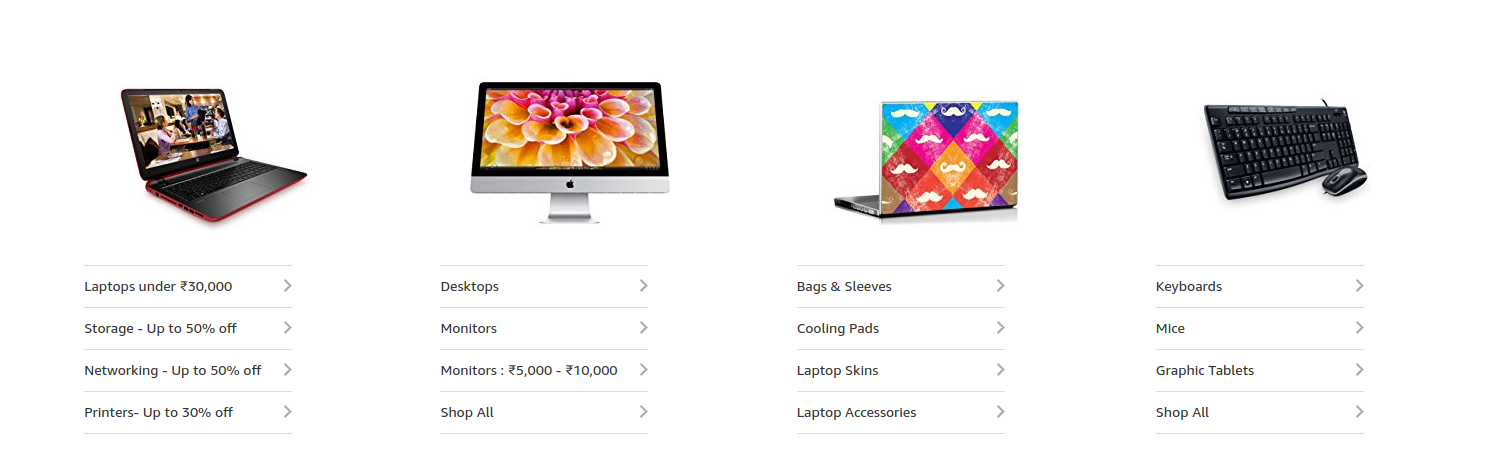 Laptops under ₹30,000
Storage - Up to 50% off
Networking - Up to 50% off
Printers- Up to 30% off
Desktops
Monitors
Monitors : ₹5,000 - ₹10,000
Shop All
Bags & Sleeves
Cooling Pads
Laptop Skins
Laptop Accessories
Keyboards
Mice
Graphic Tablets
Shop All